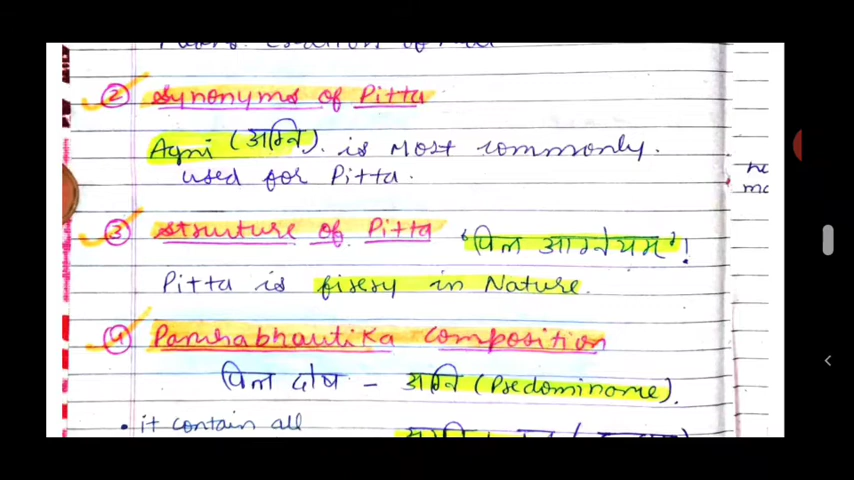 ② Synonyms of Pitta
Agni (अग्नि). is Most commonly.
used for Pitta.
③ Struture of Pitta 'पित्त आग्नेयम्'!
Pitta is fiery in Nature.
④ Panchabhautika composition
पित्त दोष - अग्नि (Predominance).
• it contain all